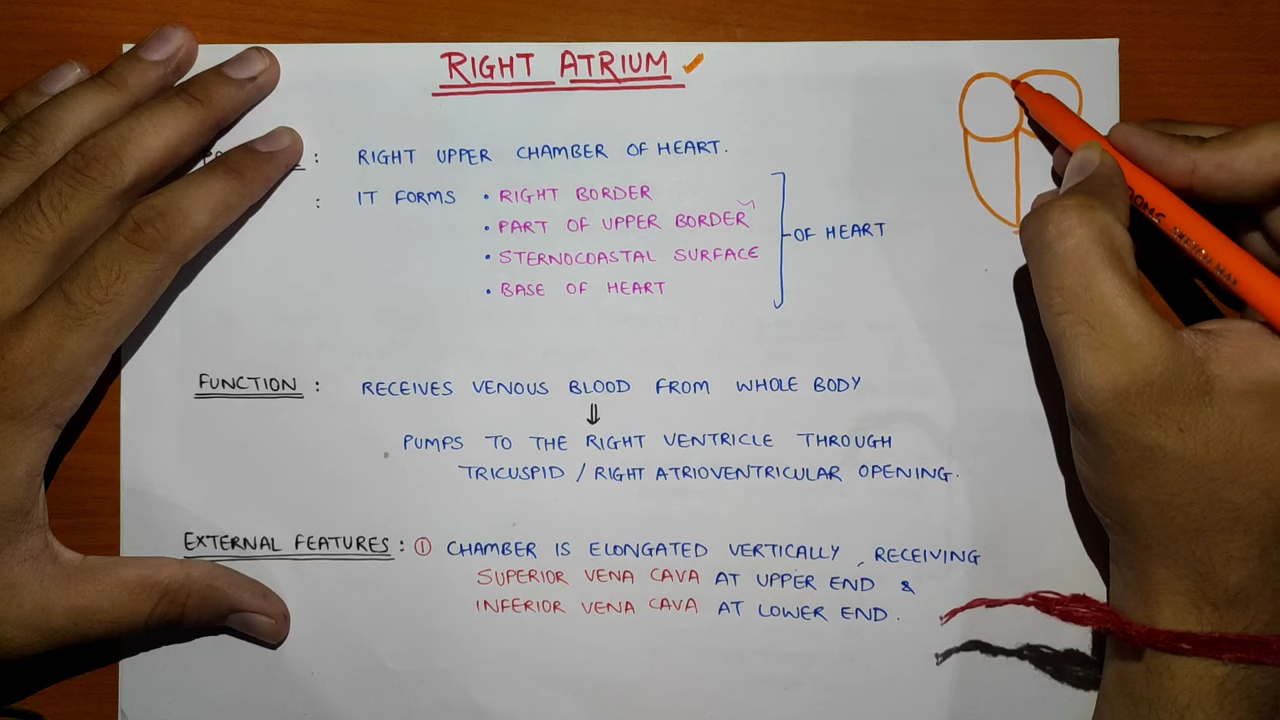 RIGHT ATRIUM
: RIGHT UPPER CHAMBER OF HEART.
: IT FORMS • RIGHT BORDER
• PART OF UPPER BORDER
• STERNOCOASTAL SURFACE
• BASE OF HEART
OF HEART
FUNCTION : RECEIVES VENOUS BLOOD FROM WHOLE BODY
⇓
PUMPS TO THE RIGHT VENTRICLE THROUGH
TRICUSPID / RIGHT ATRIOVENTRICULAR OPENING.
EXTERNAL FEATURES : ① CHAMBER IS ELONGATED VERTICALLY, RECEIVING
SUPERIOR VENA CAVA AT UPPER END &
INFERIOR VENA CAVA AT LOWER END.